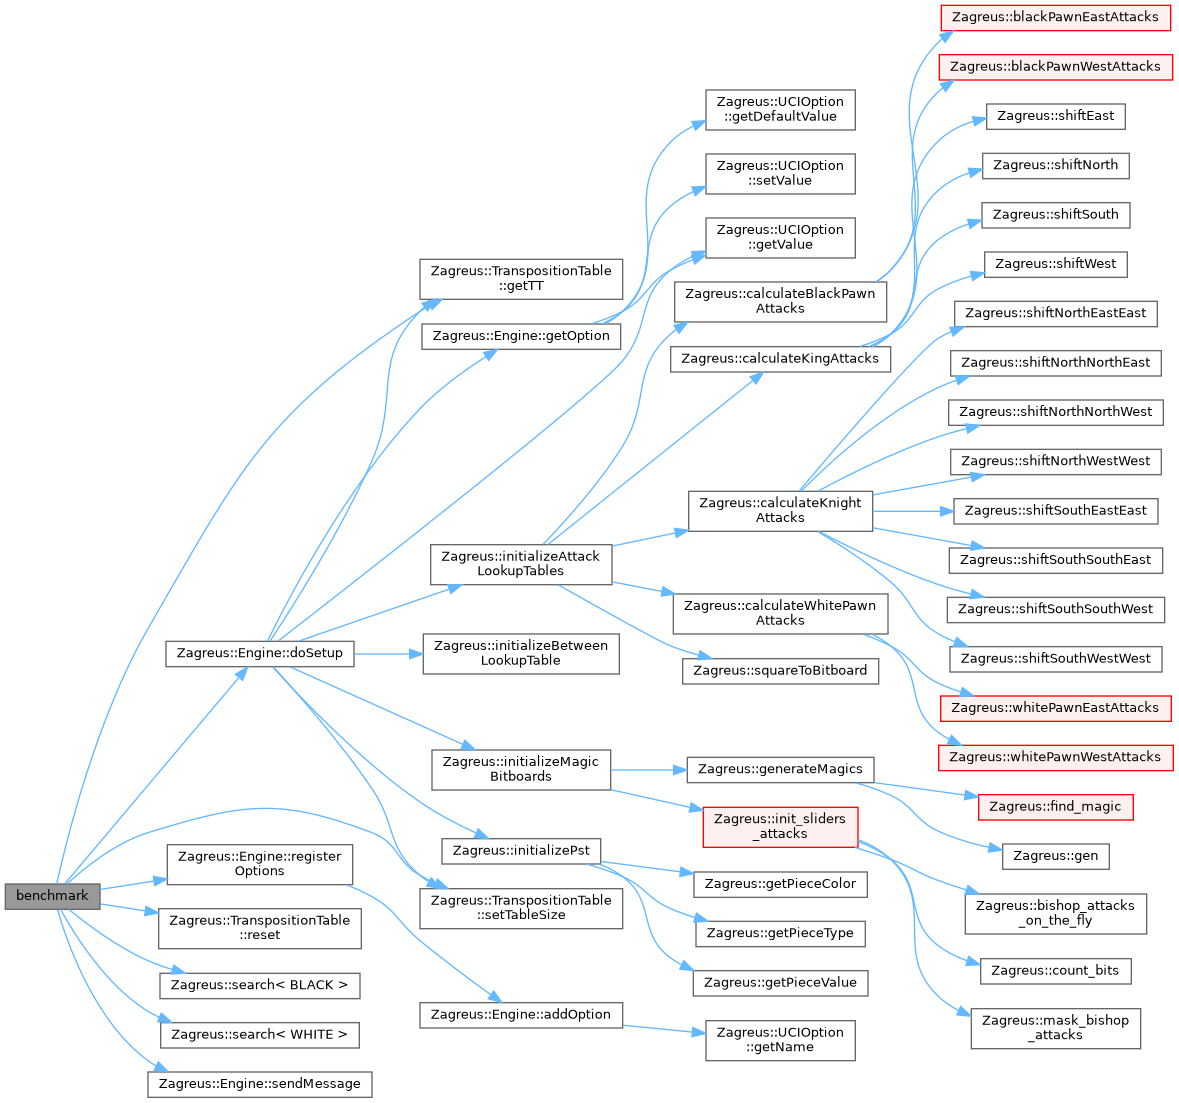 Zagreus::blackPawnEastAttacks
Zagreus::blackPawnWestAttacks
Zagreus::UCIOption
::getDefaultValue
Zagreus::shiftEast
Zagreus::UCIOption
::setValue
Zagreus::shiftNorth
Zagreus::shiftSouth
Zagreus::UCIOption
::getValue
Zagreus::shiftWest
Zagreus::TranspositionTable
::getTT
Zagreus::calculateBlackPawn
Attacks
Zagreus::shiftNorthEastEast
Zagreus::Engine::getOption
Zagreus::calculateKingAttacks
Zagreus::shiftNorthNorthEast
Zagreus::shiftNorthNorthWest
Zagreus::shiftNorthWestWest
Zagreus::calculateKnight
Attacks
Zagreus::shiftSouthEastEast
Zagreus::initializeAttack
LookupTables
Zagreus::shiftSouthSouthEast
Zagreus::calculateWhitePawn
Attacks
Zagreus::shiftSouthSouthWest
Zagreus::Engine::doSetup
Zagreus::initializeBetween
LookupTable
Zagreus::squareToBitboard
Zagreus::shiftSouthWestWest
Zagreus::whitePawnEastAttacks
Zagreus::whitePawnWestAttacks
Zagreus::initializeMagic
Bitboards
Zagreus::generateMagics
Zagreus::find_magic
Zagreus::init_sliders
_attacks
Zagreus::initializePst
Zagreus::gen
Zagreus::Engine::register
Options
benchmark
Zagreus::getPieceColor
Zagreus::TranspositionTable
::setTableSize
Zagreus::bishop_attacks
_on_the_fly
Zagreus::TranspositionTable
::reset
Zagreus::getPieceType
Zagreus::count_bits
Zagreus::search< BLACK >
Zagreus::getPieceValue
Zagreus::Engine::addOption
Zagreus::mask_bishop
_attacks
Zagreus::search< WHITE >
Zagreus::UCIOption
::getName
Zagreus::Engine::sendMessage